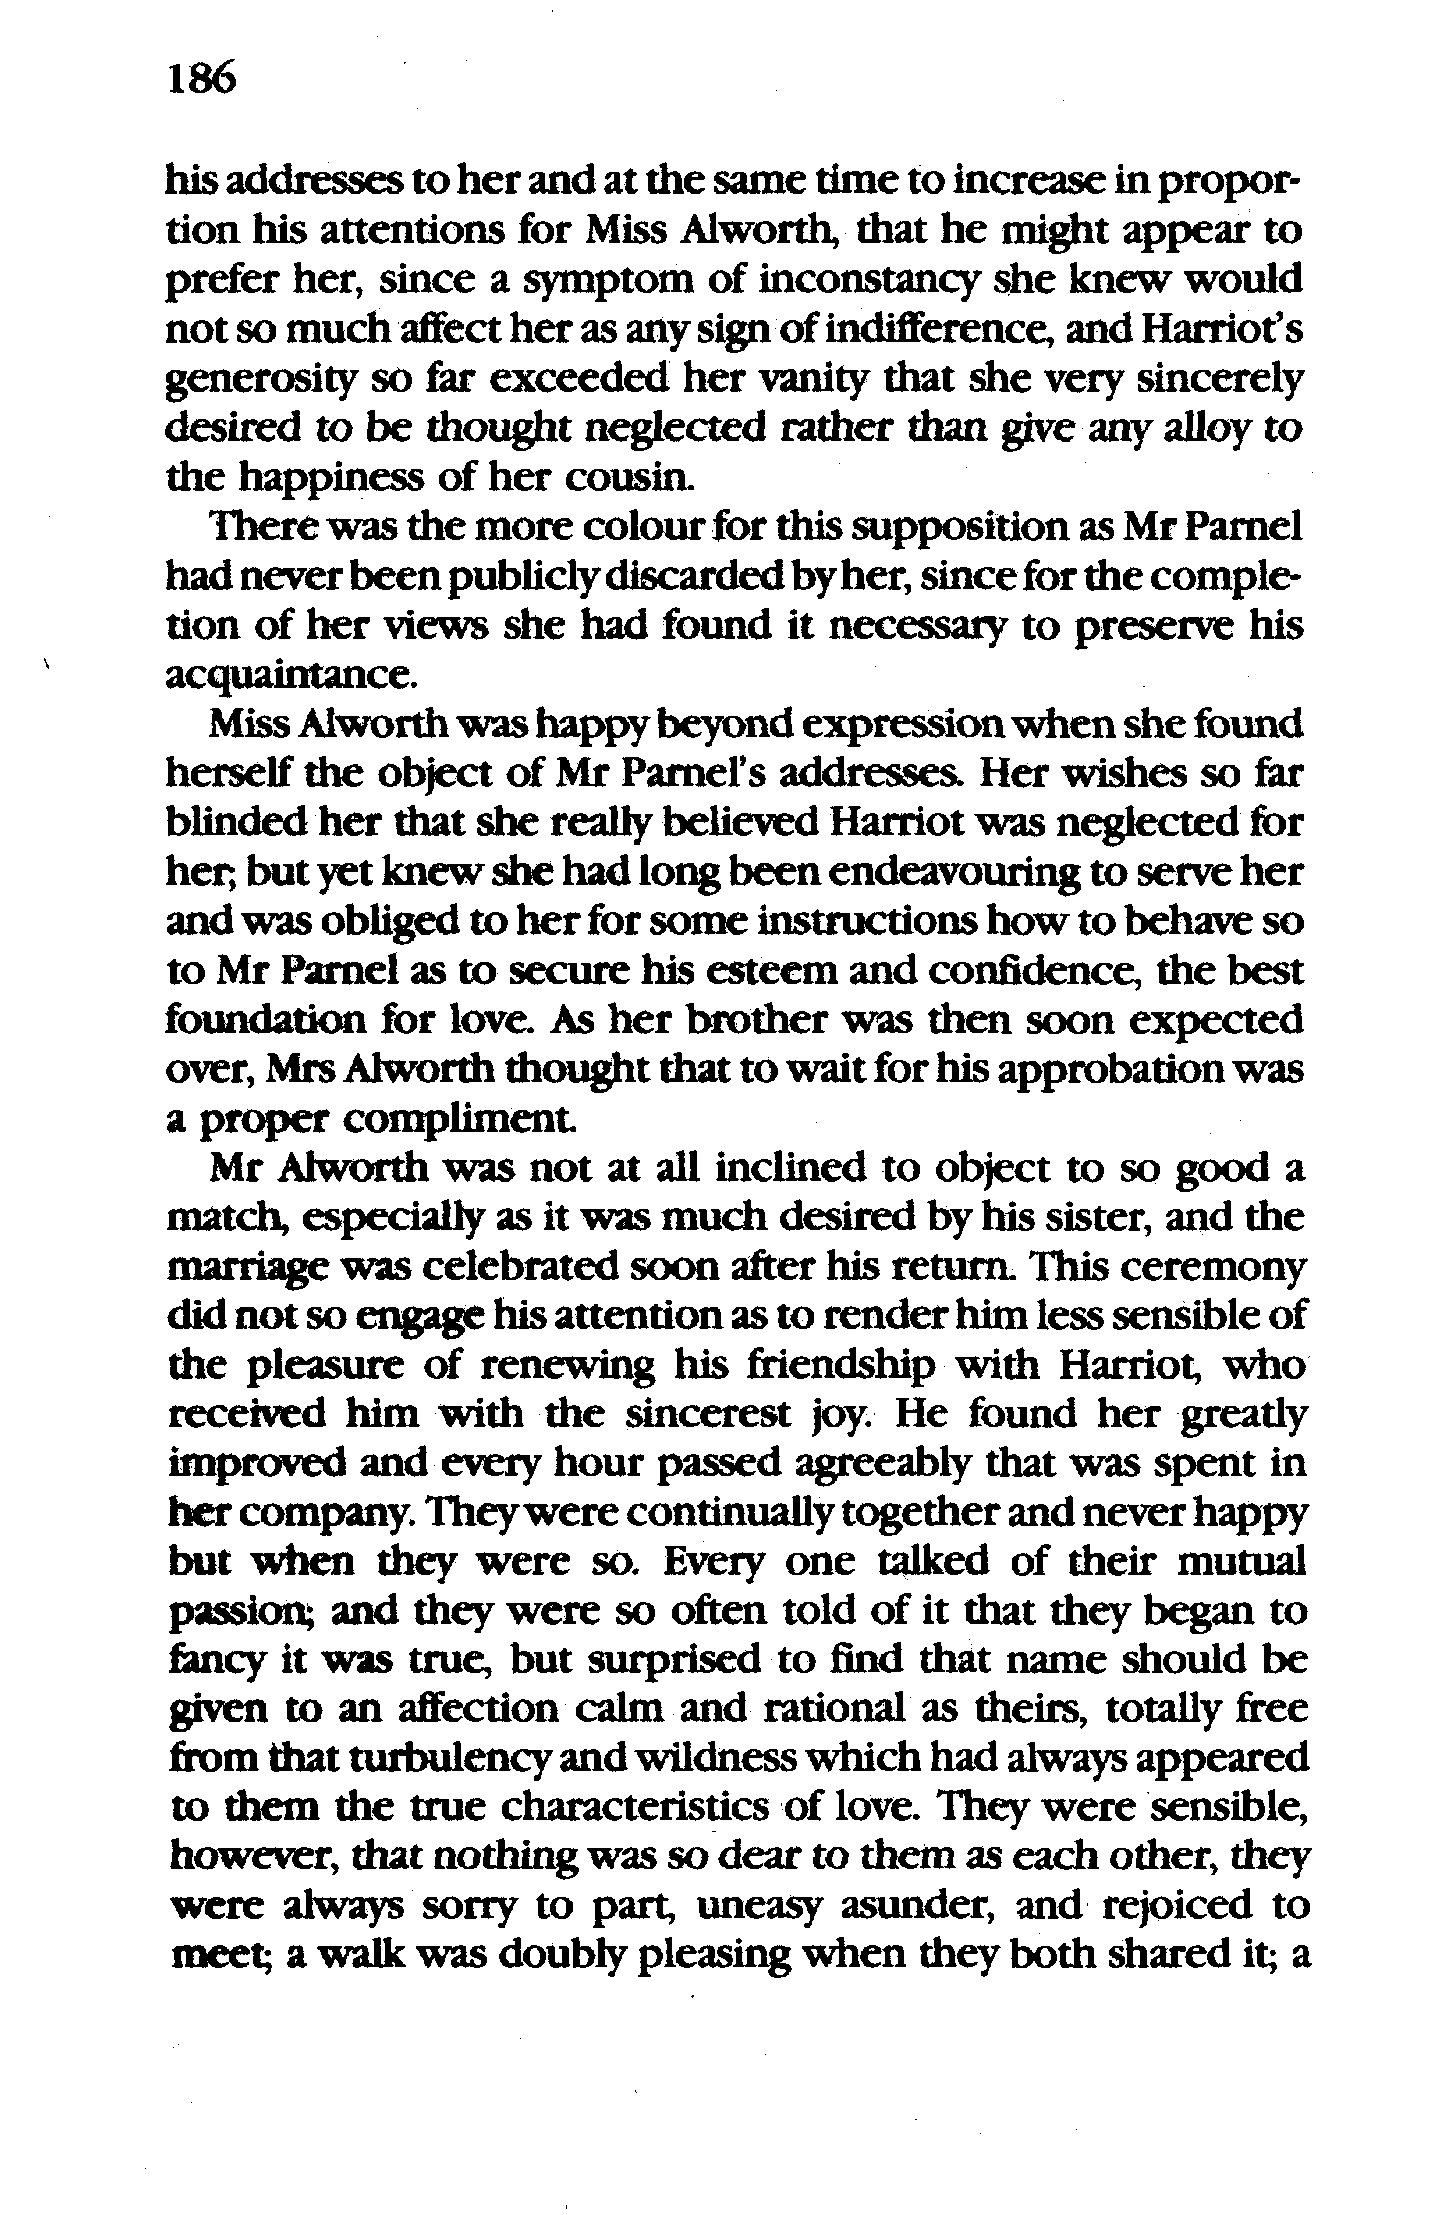 186
his addresses to her and at the same time to increase in propor-
tion his attentions for Miss Alworth, that he might appear to
prefer her, since a symptom of inconstancy she knew would
not so much affect her as any sign of indifference, and Harriot's
generosity so far exceeded her vanity that she very sincerely
desired to be thought neglected rather than give any alloy to
the happiness of her cousin.
There was the more colour for this supposition as Mr Parnel
had never been publicly discarded by her, since for the comple-
tion of her views she had found it necessary to preserve his
acquaintance.
Miss Alworth was happy beyond expression when she found
herself the object of Mr Parnel's addresses. Her wishes so far
blinded her that she really believed Harriot was neglected for
her; but yet knew she had long been endeavouring to serve her
and was obliged to her for some instructions how to behave so
to Mr Parnel as to secure his esteem and confidence, the best
foundation for love. As her brother was then soon expected
over, Mrs Alworth thought that to wait for his approbation was
a proper compliment.
Mr Alworth was not at all inclined to object to so good a
match, especially as it was much desired by his sister, and the
marriage was celebrated soon after his return. This ceremony
did not so engage his attention as to render him less sensible of
the pleasure of renewing his friendship with Harriot, who
received him with the sincerest joy. He found her greatly
improved and every hour passed agreeably that was spent in
her company. They were continually together and never happy
but when they were so. Every one talked of their mutual
passion; and they were so often told of it that they began to
fancy it was true, but surprised to find that name should be
given to an affection calm and rational as theirs, totally free
from that turbulency and wildness which had always appeared
to them the true characteristics of love. They were sensible,
however, that nothing was so dear to them as each other, they
were always sorry to part, uneasy asunder, and rejoiced to
meet; a walk was doubly pleasing when they both shared it; a